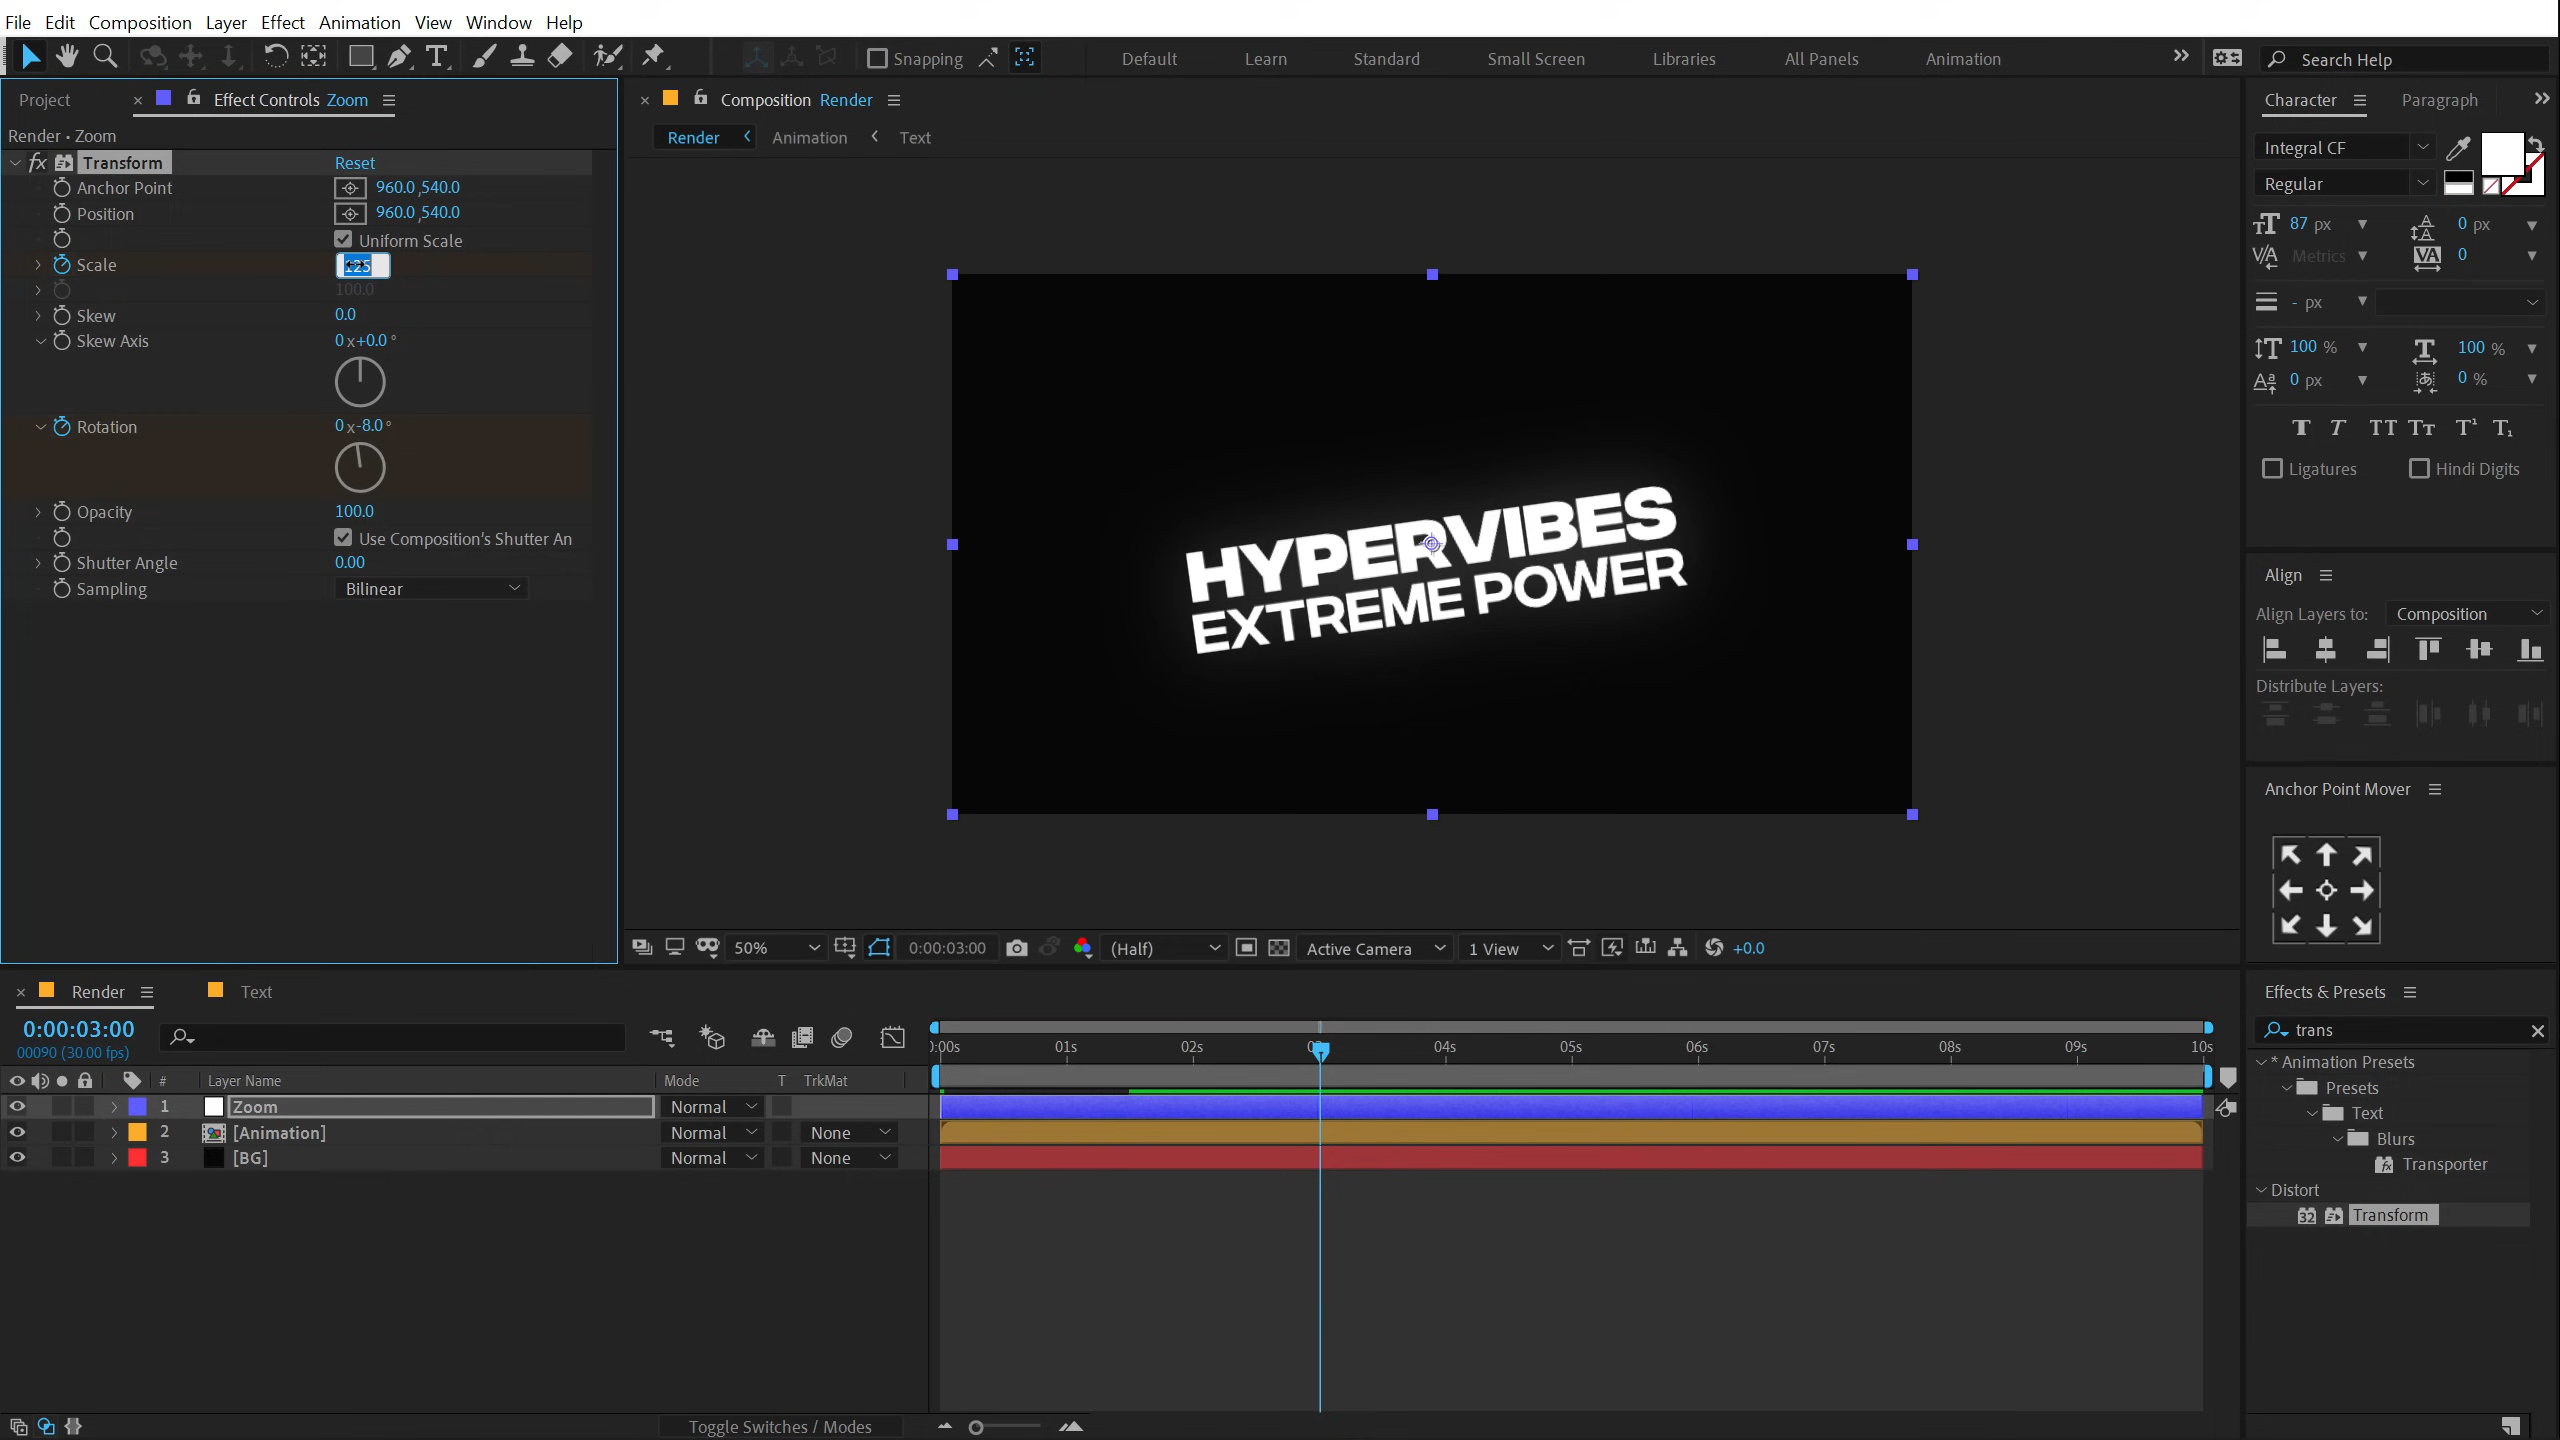 File Edit Composition Layer Effect Animation View Window Help
Snapping
Default Learn Standard Small Screen Libraries All Panels Animation
Search Help
Project
Effect Controls Zoom
Render • Zoom
fx Transform Reset
Anchor Point 960.0 ,540.0
Position 960.0 ,540.0
Uniform Scale
Scale 125
100.0
Skew 0.0
Skew Axis 0 x+0.0 °
Rotation 0 x-8.0 °
Opacity 100.0
Use Composition's Shutter An
Shutter Angle 0.00
Sampling Bilinear
Composition Render
Render Animation Text
HYPERVIBES
EXTREME POWER
50% 0:00:03:00 (Half) Active Camera 1 View +0.0
Character Paragraph
Integral CF
Regular
87 px 0 px
Metrics 0
- px
100 % 100 %
0 px 0 %
T T TT Tт T¹ T₁
Ligatures Hindi Digits
Align
Align Layers to: Composition
Distribute Layers:
Anchor Point Mover
Effects & Presets
trans
* Animation Presets
Presets
Text
Blurs
Transporter
Distort
32 Transform
Render Text
0:00:03:00
00090 (30.00 fps)
:00s 01s 02s 04s 05s 06s 07s 08s 09s 10s
# Layer Name Mode T TrkMat
1 Zoom Normal
2 [Animation] Normal None
3 [BG] Normal None
Toggle Switches / Modes